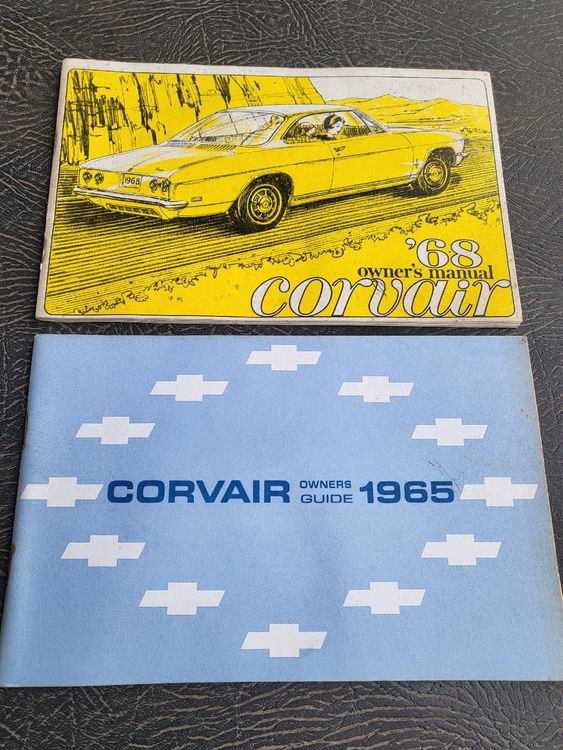 1968
'68
owner's manual
corvair
CORVAIR OWNERS GUIDE 1965